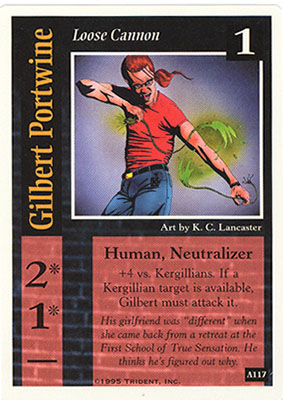 Loose Cannon
1
Gilbert Portwine
Art by K. C. Lancaster
2*
1*
—
Human, Neutralizer
+4 vs. Kergillians. If a
Kergillian target is available,
Gilbert must attack it.
His girlfriend was "different" when
she came back from a retreat at the
First School of True Sensation. He
thinks he's figured out why.
©1995 TRIDENT, INC.
A117